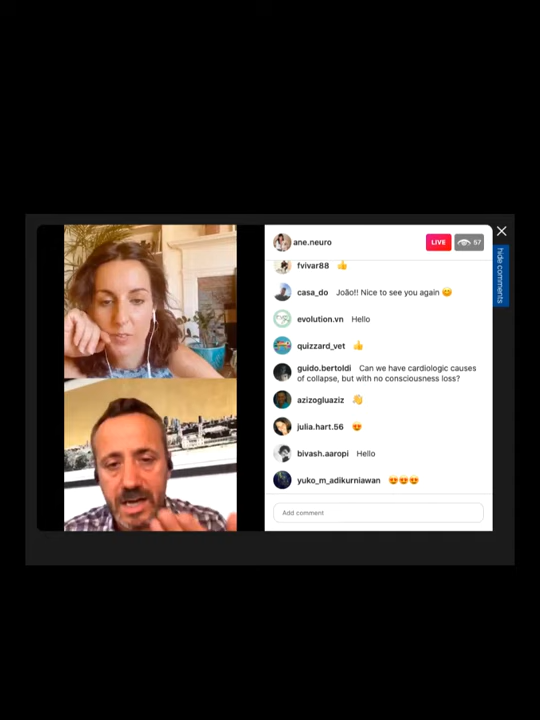 ane.neuro
LIVE
57
hide comments
fvivar88 👍
casa_do João!! Nice to see you again 😊
evolution.vn Hello
quizzard_vet 👍
guido.bertoldi Can we have cardiologic causes
of collapse, but with no consciousness loss?
azizogluaziz 👋
julia.hart.56 😍
bivash.aaropi Hello
yuko_m_adikurniawan 😍😍😍
Add comment